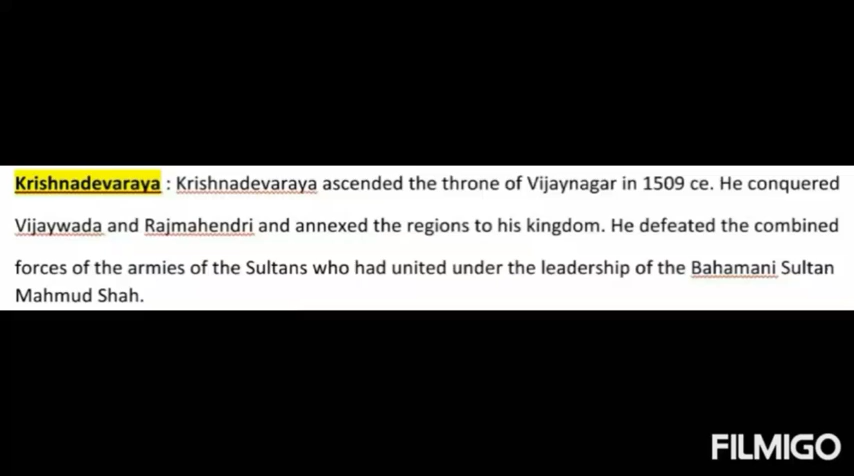 Krishnadevaraya : Krishnadevaraya ascended the throne of Vijaynagar in 1509 ce. He conquered
Vijaywada and Rajmahendri and annexed the regions to his kingdom. He defeated the combined
forces of the armies of the Sultans who had united under the leadership of the Bahamani Sultan
Mahmud Shah.
FILMIGO